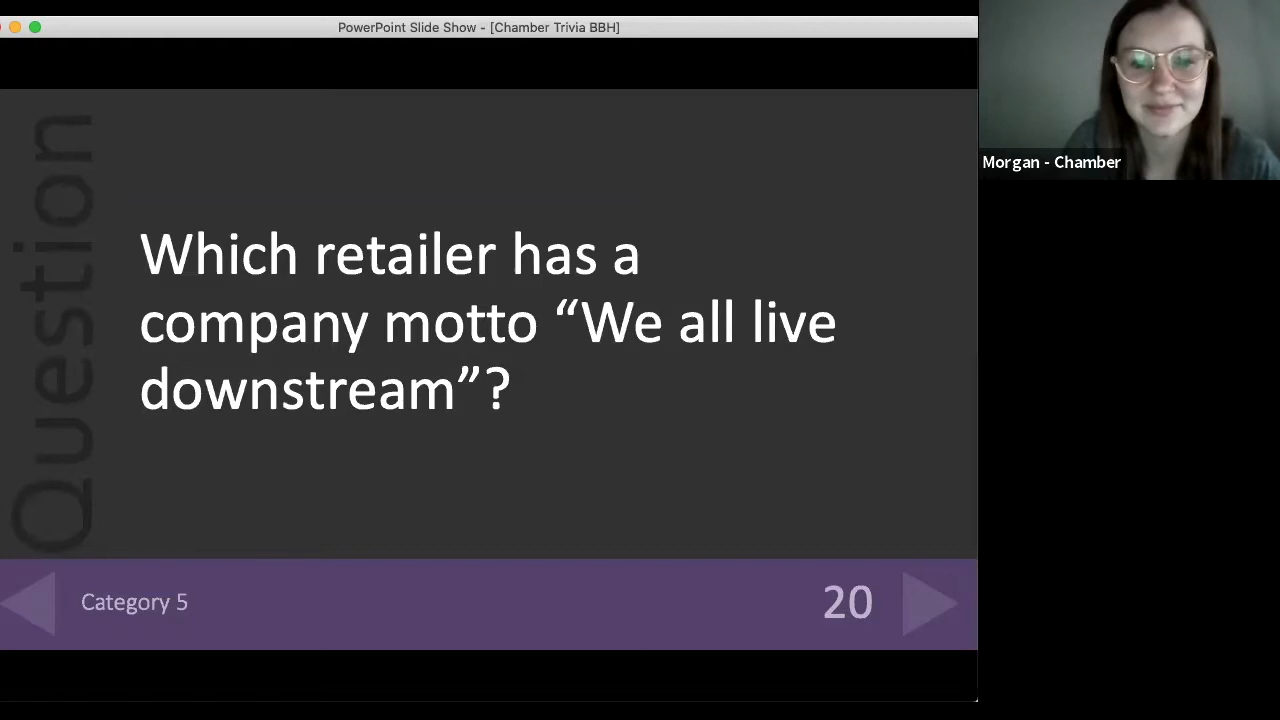 PowerPoint Slide Show - [Chamber Trivia BBH]
Morgan - Chamber
Question
Which retailer has a
company motto “We all live
downstream”?
Category 5
20